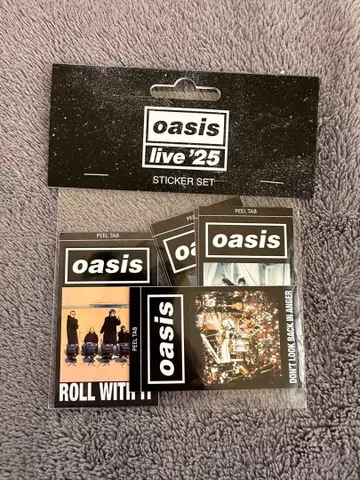 oasis
live '25
STICKER SET
PEEL TAB
oasis
ROLL WITH IT
oasis
PEEL TAB
oasis
PEEL TAB
oasis
DON'T LOOK BACK IN ANGER